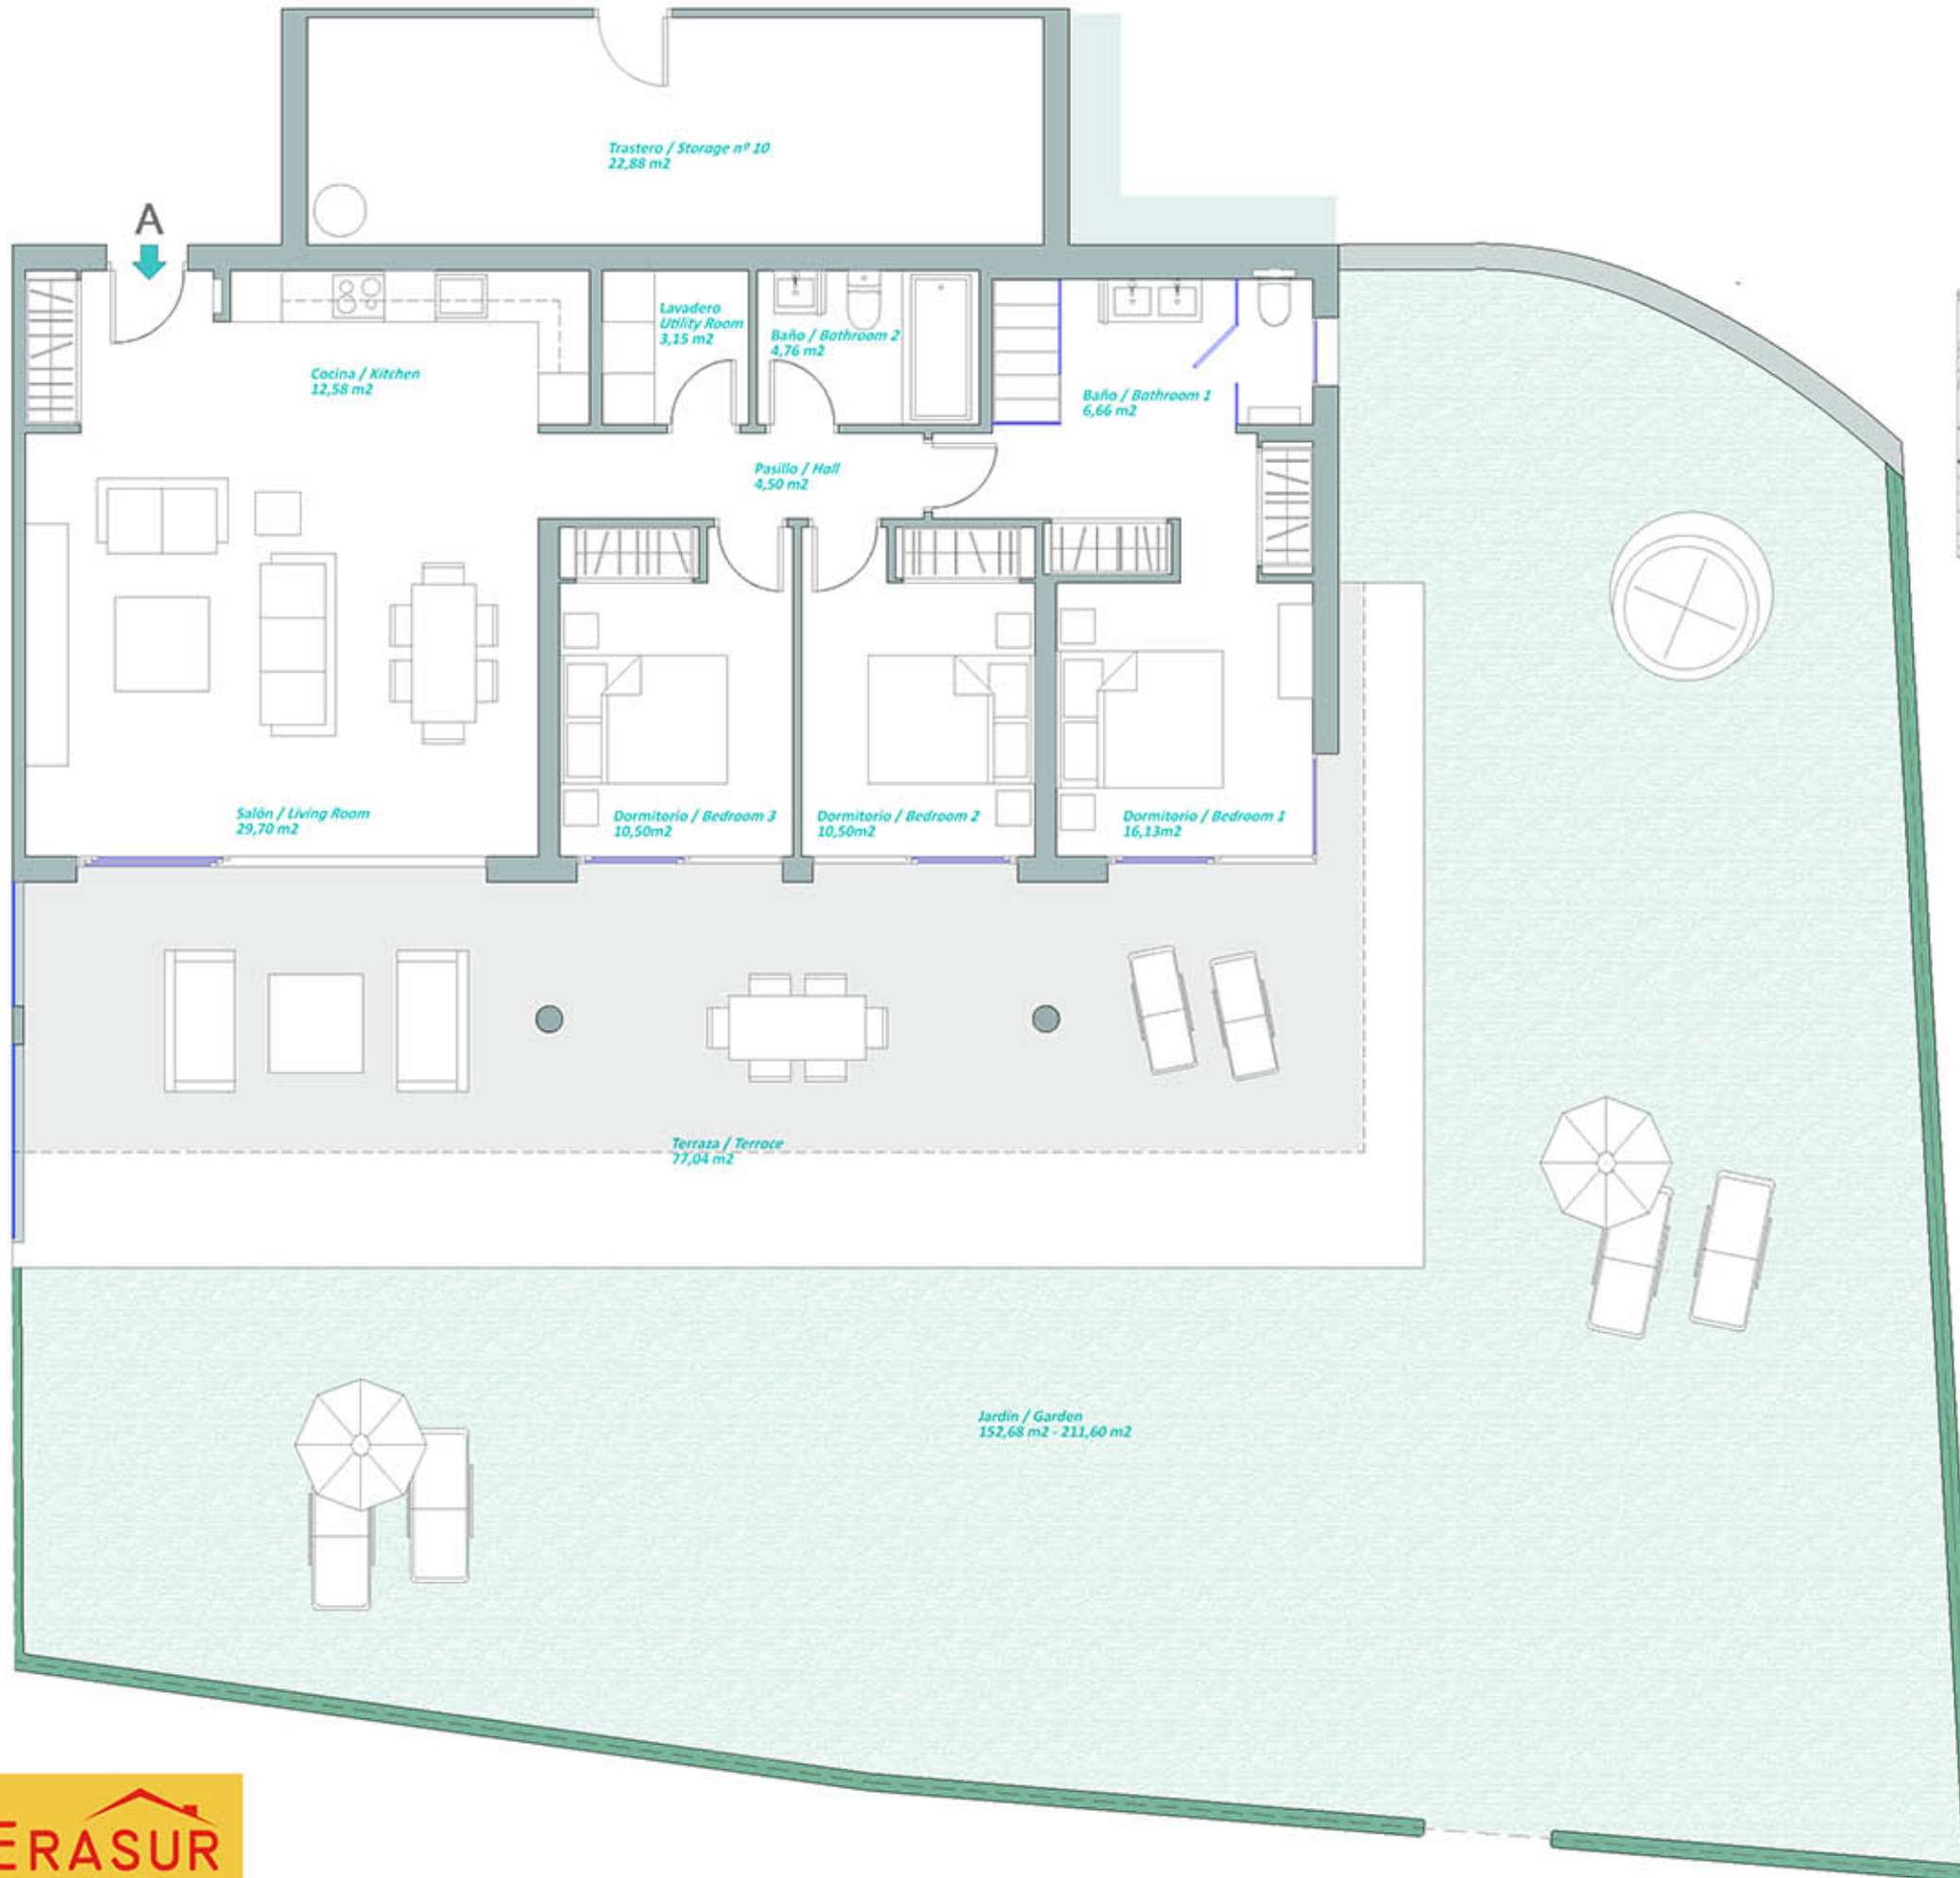 Trastero / Storage nº 10
22,88 m2
A
Lavadero
Utility Room
3,15 m2
Baño / Bathroom 2
4,76 m2
Cocina / Kitchen
12,58 m2
Baño / Bathroom 1
6,66 m2
Pasillo / Hall
4,50 m2
Salón / Living Room
29,70 m2
Dormitorio / Bedroom 3
10,50m2
Dormitorio / Bedroom 2
10,50m2
Dormitorio / Bedroom 1
16,13m2
Terraza / Terrace
77,04 m2
Jardín / Garden
152,68 m2 - 211,60 m2
ERASUR